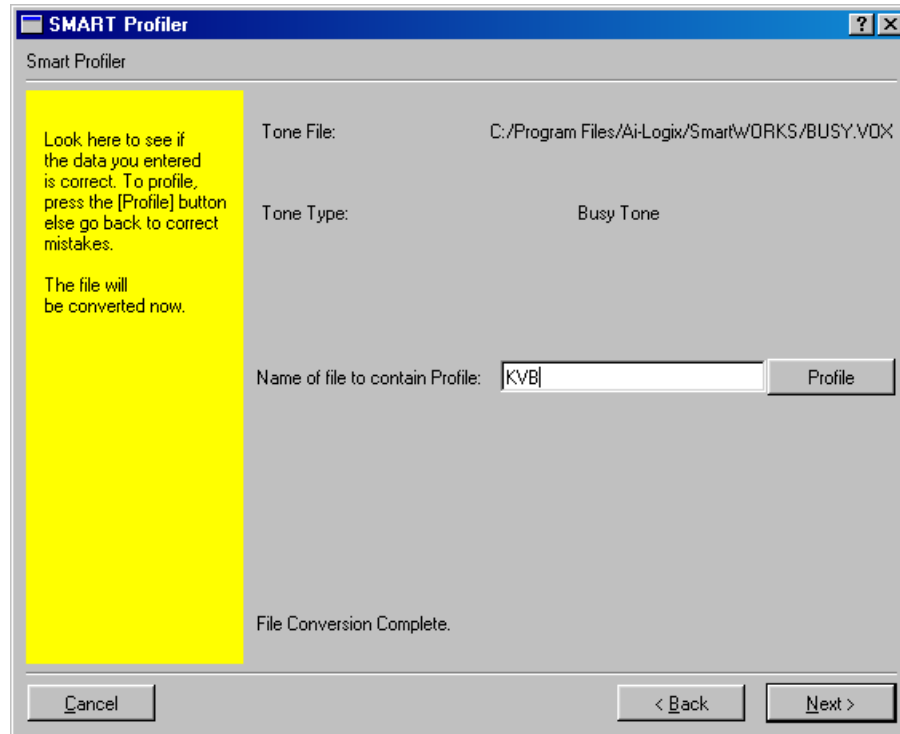 SMART Profiler
Smart Profiler
Look here to see if
the data you entered
is correct. To profile,
press the [Profile] button
else go back to correct
mistakes.
The file will
be converted now.
Tone File: C:/Program Files/Ai-Logix/SmartWORKS/BUSY.VOX
Tone Type: Busy Tone
Name of file to contain Profile: KVB Profile
File Conversion Complete.
Cancel < Back Next >